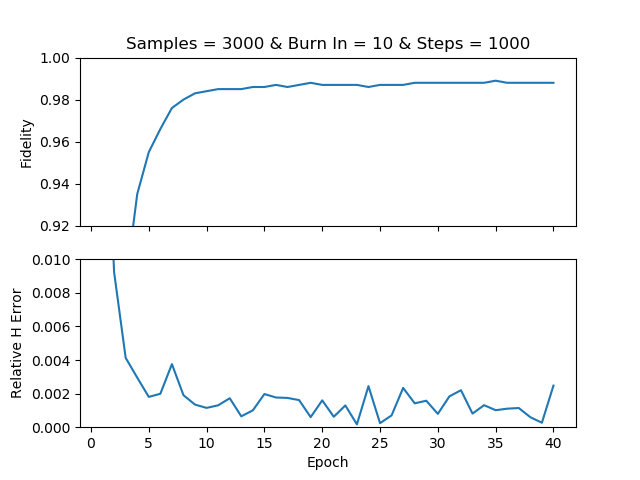 Samples = 3000 & Burn In = 10 & Steps = 1000
1.00
0.98
0.96
0.94
0.92
Fidelity
0.010
0.008
0.006
0.004
0.002
0.000
Relative H Error
0 5 10 15 20 25 30 35 40
Epoch